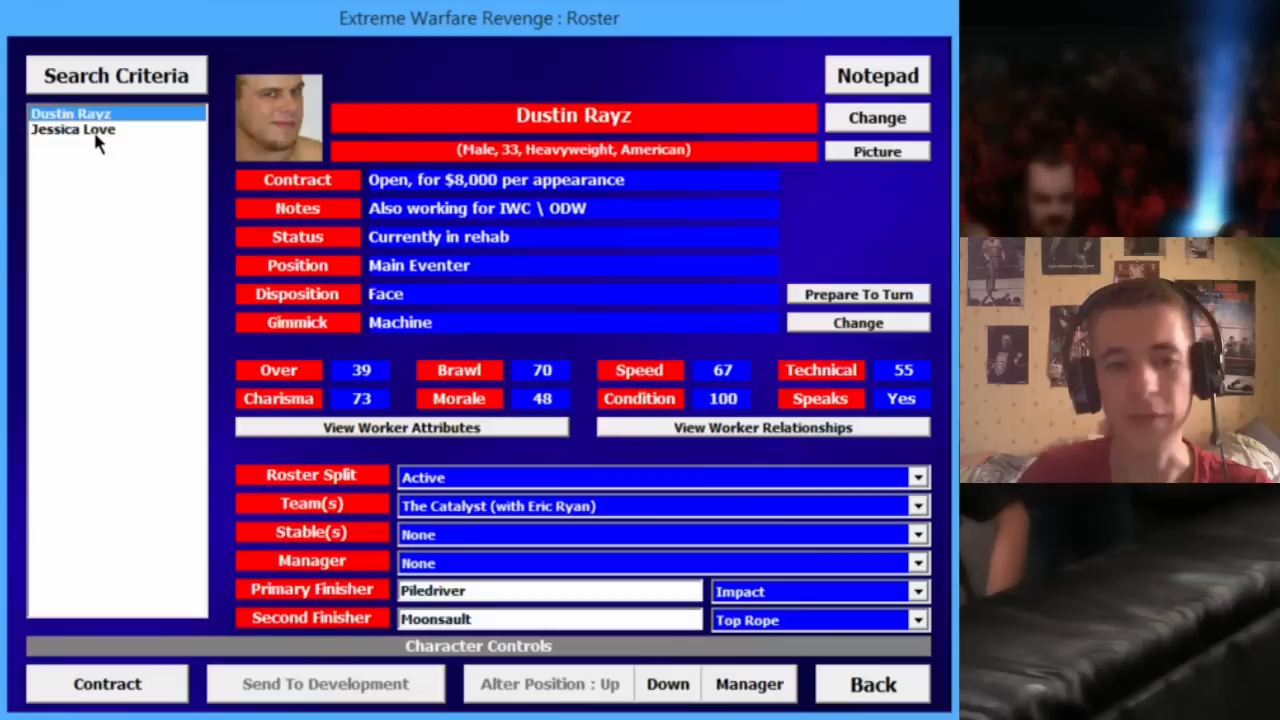 Extreme Warfare Revenge : Roster
Search Criteria
Dustin Rayz
Jessica Love
Dustin Rayz
(Male, 33, Heavyweight, American)
Notepad
Change
Picture
Contract Open, for $8,000 per appearance
Notes Also working for IWC \ ODW
Status Currently in rehab
Position Main Eventer
Disposition Face Prepare To Turn
Gimmick Machine Change
Over 39 Brawl 70 Speed 67 Technical 55
Charisma 73 Morale 48 Condition 100 Speaks Yes
View Worker Attributes View Worker Relationships
Roster Split Active
Team(s) The Catalyst (with Eric Ryan)
Stable(s) None
Manager None
Primary Finisher Piledriver Impact
Second Finisher Moonsault Top Rope
Character Controls
Contract Send To Development Alter Position : Up Down Manager Back